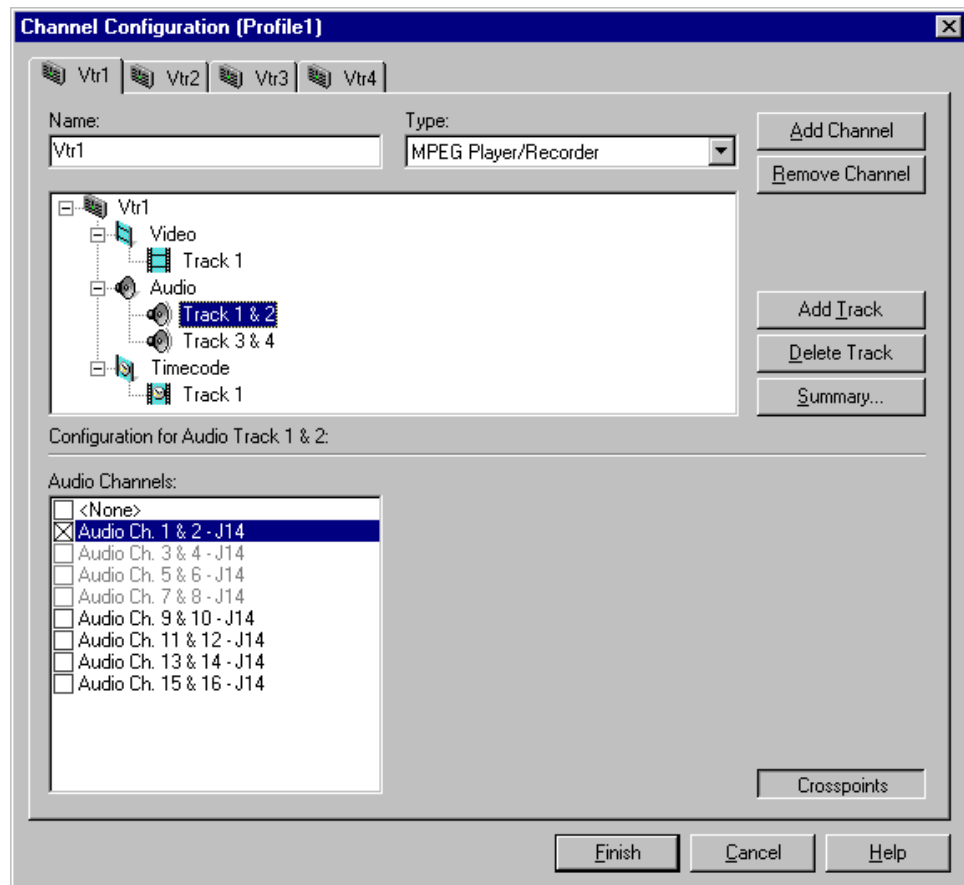 Channel Configuration (Profile1)
Vtr1 Vtr2 Vtr3 Vtr4
Name: Type:
Vtr1 MPEG Player/Recorder Add Channel
Remove Channel
Vtr1
Video
Track 1
Audio
Track 1 & 2 Add Track
Track 3 & 4
Delete Track
Timecode
Track 1 Summary...
Configuration for Audio Track 1 & 2:
Audio Channels:
<None>
Audio Ch. 1 & 2 - J14
Audio Ch. 3 & 4 - J14
Audio Ch. 5 & 6 - J14
Audio Ch. 7 & 8 - J14
Audio Ch. 9 & 10 - J14
Audio Ch. 11 & 12 - J14
Audio Ch. 13 & 14 - J14
Audio Ch. 15 & 16 - J14
Crosspoints
Finish Cancel Help